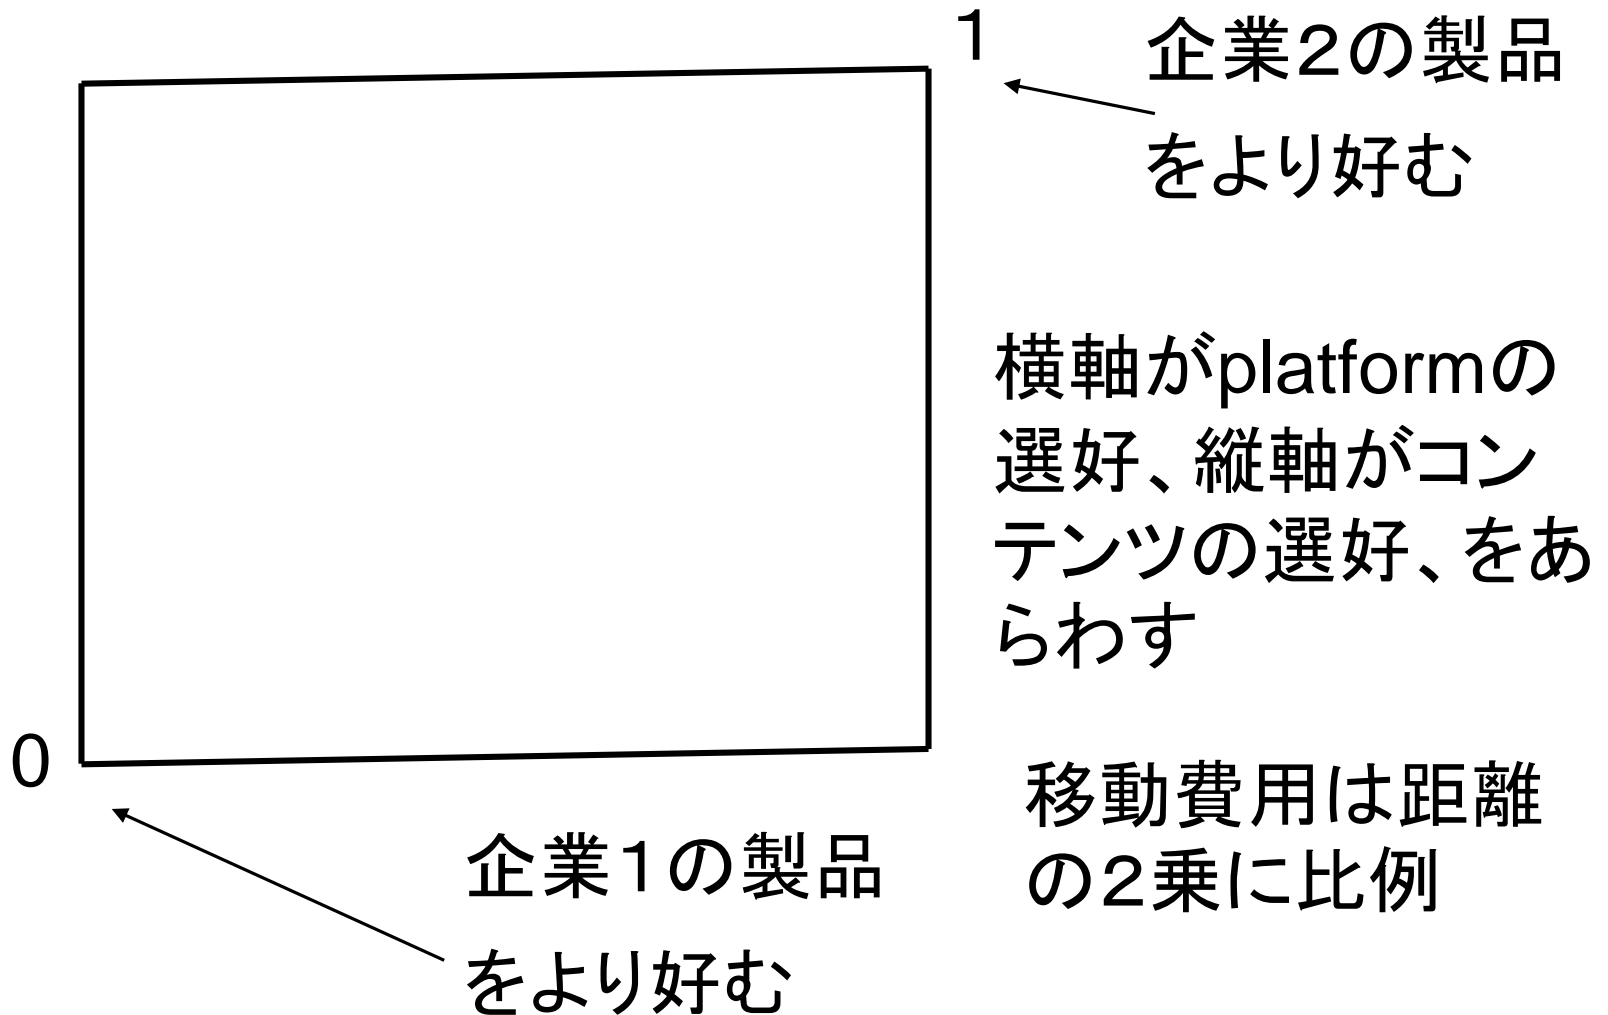 1
企業２の製品
をより好む
横軸がplatformの
選好、縦軸がコン
テンツの選好、をあ
らわす
0
移動費用は距離
の２乗に比例
企業１の製品
をより好む